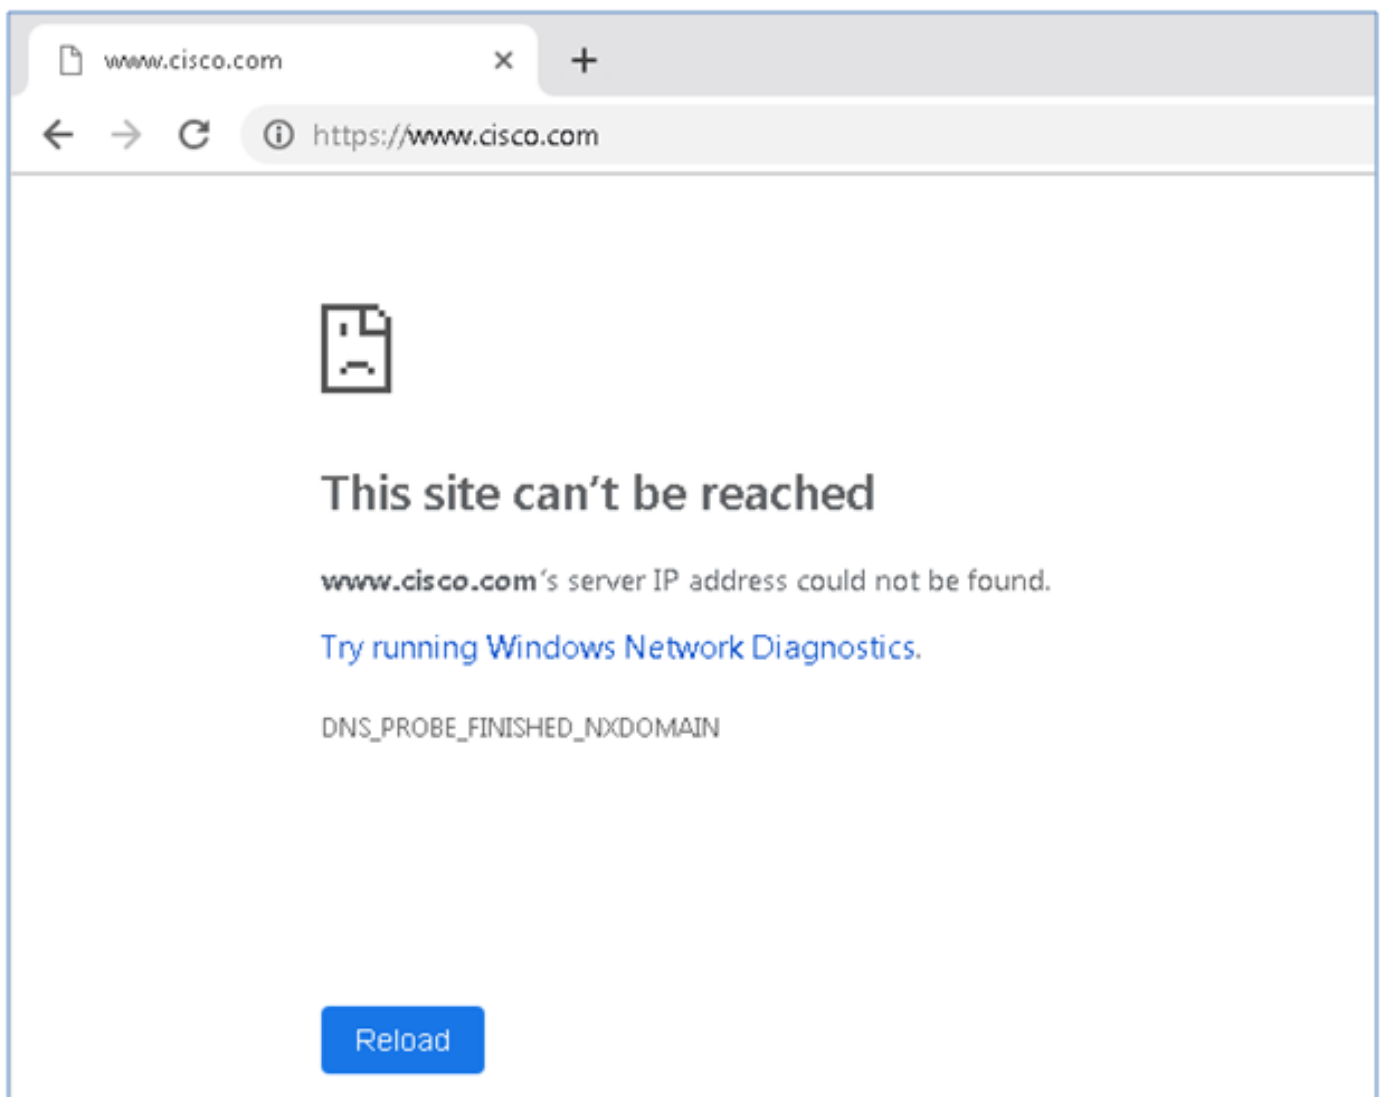 www.cisco.com
https://www.cisco.com
This site can't be reached
www.cisco.com's server IP address could not be found.
Try running Windows Network Diagnostics.
DNS_PROBE_FINISHED_NXDOMAIN
Reload